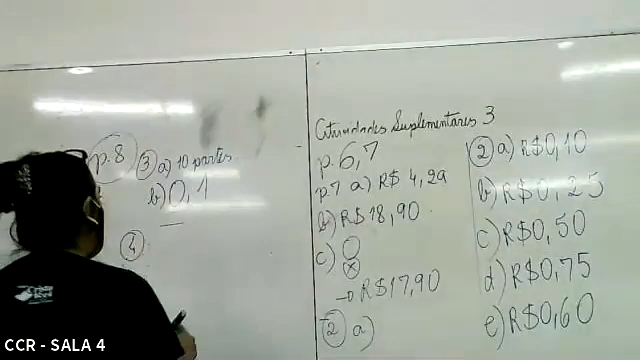 p.8 ③ a) 10 partes
b) 0,1
④
Atividades Suplementares 3
p. 6,7
p.7 a) R$ 4,29
b) R$ 18,90
c) O
ⓧ
→ R$17,90
② a)
② a) R$0,10
b) R$0,25
c) R$0,50
d) R$0,75
e) R$0,60
CCR - SALA 4